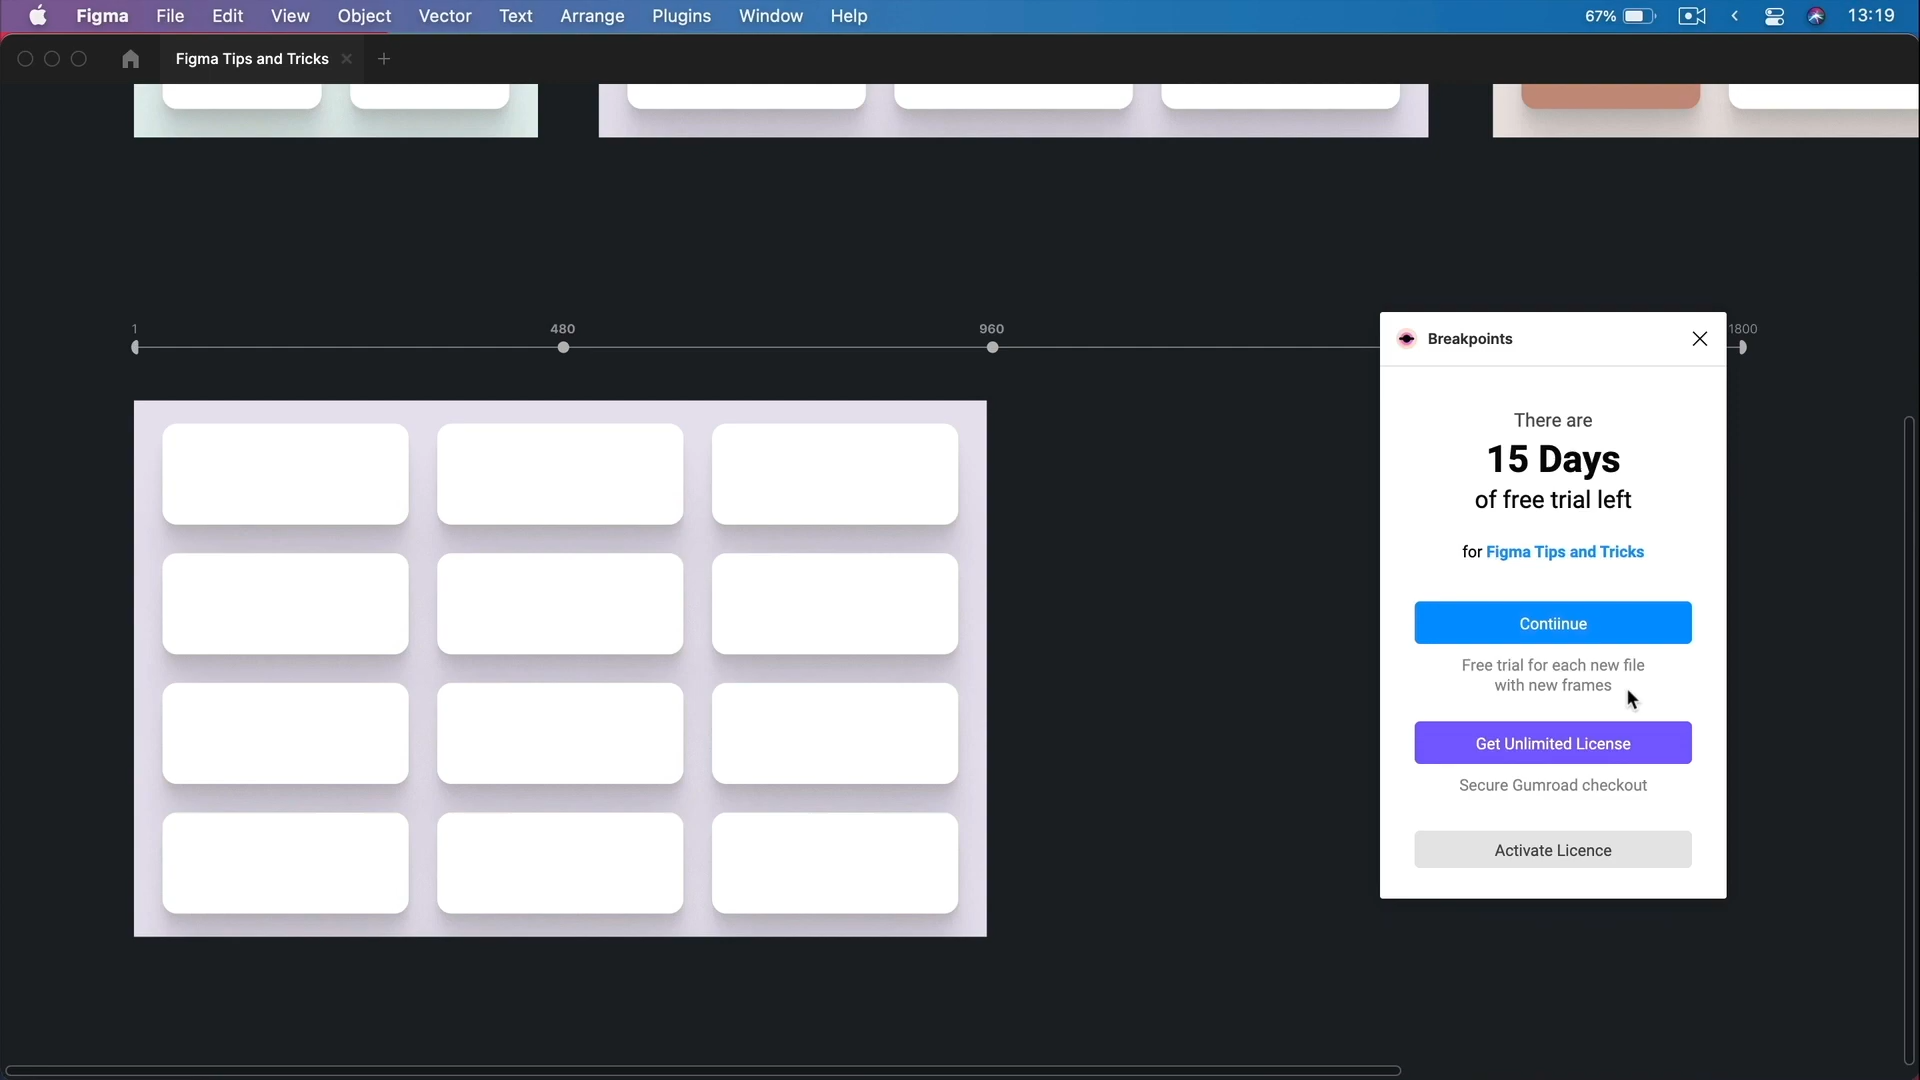 Figma File Edit View Object Vector Text Arrange Plugins Window Help 67% 13:19
Figma Tips and Tricks
1 480 960 1800
Breakpoints
There are
15 Days
of free trial left
for Figma Tips and Tricks
Contiinue
Free trial for each new file
with new frames
Get Unlimited License
Secure Gumroad checkout
Activate Licence